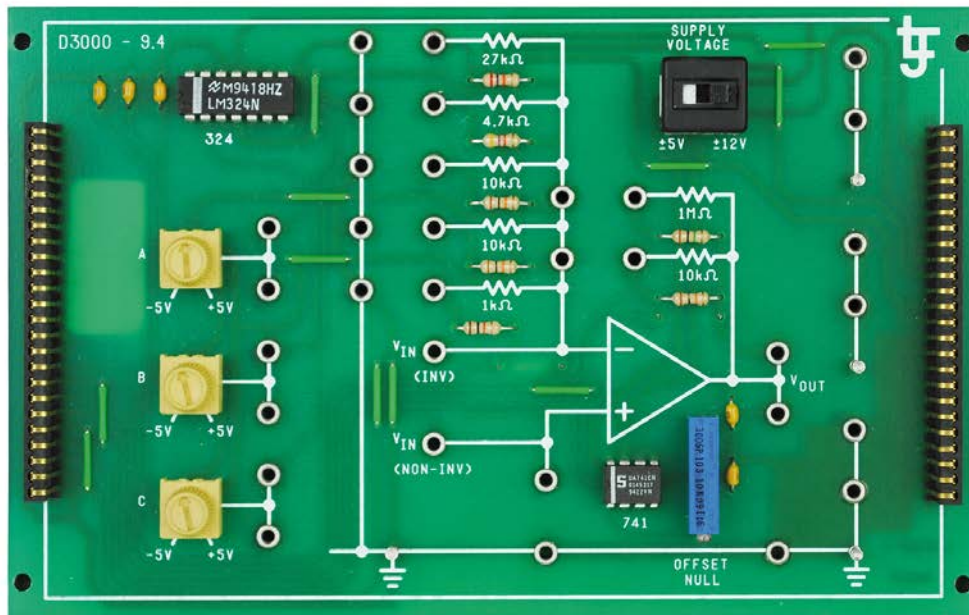 D3000 - 9.4
SUPPLY
VOLTAGE
tj
27kΩ
M9418HZ
LM324N
324
4.7kΩ
±5V ±12V
10kΩ
1MΩ
10kΩ
10kΩ
A
-5V +5V
1kΩ
VIN
(INV)
−
VOUT
B
-5V +5V
+
VIN
(NON-INV)
C
-5V +5V
741
OFFSET
NULL